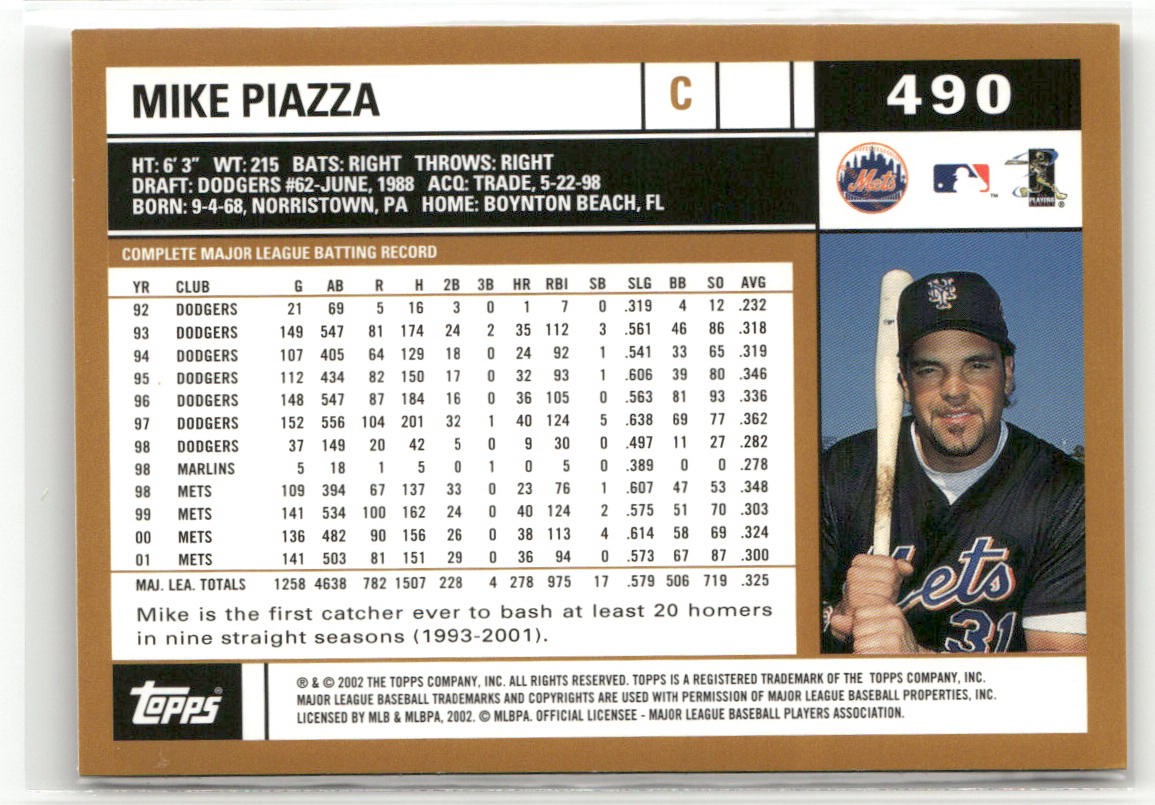 MIKE PIAZZA C 490
HT: 6' 3" WT: 215 BATS: RIGHT THROWS: RIGHT
DRAFT: DODGERS #62-JUNE, 1988 ACQ: TRADE, 5-22-98
BORN: 9-4-68, NORRISTOWN, PA HOME: BOYNTON BEACH, FL
Mets
TM
PLAYERS
®
COMPLETE MAJOR LEAGUE BATTING RECORD
YR CLUB G AB R H 2B 3B HR RBI SB SLG BB SO AVG
92 DODGERS 21 69 5 16 3 0 1 7 0 .319 4 12 .232
93 DODGERS 149 547 81 174 24 2 35 112 3 .561 46 86 .318
94 DODGERS 107 405 64 129 18 0 24 92 1 .541 33 65 .319
95 DODGERS 112 434 82 150 17 0 32 93 1 .606 39 80 .346
96 DODGERS 148 547 87 184 16 0 36 105 0 .563 81 93 .336
97 DODGERS 152 556 104 201 32 1 40 124 5 .638 69 77 .362
98 DODGERS 37 149 20 42 5 0 9 30 0 .497 11 27 .282
98 MARLINS 5 18 1 5 0 1 0 5 0 .389 0 0 .278
98 METS 109 394 67 137 33 0 23 76 1 .607 47 53 .348
99 METS 141 534 100 162 24 0 40 124 2 .575 51 70 .303
00 METS 136 482 90 156 26 0 38 113 4 .614 58 69 .324
01 METS 141 503 81 151 29 0 36 94 0 .573 67 87 .300
MAJ. LEA. TOTALS 1258 4638 782 1507 228 4 278 975 17 .579 506 719 .325
Mike is the first catcher ever to bash at least 20 homers
in nine straight seasons (1993-2001).
NY
Mets
31
Topps®
® & © 2002 THE TOPPS COMPANY, INC. ALL RIGHTS RESERVED. TOPPS IS A REGISTERED TRADEMARK OF THE TOPPS COMPANY, INC.
MAJOR LEAGUE BASEBALL TRADEMARKS AND COPYRIGHTS ARE USED WITH PERMISSION OF MAJOR LEAGUE BASEBALL PROPERTIES, INC.
LICENSED BY MLB & MLBPA, 2002. © MLBPA. OFFICIAL LICENSEE - MAJOR LEAGUE BASEBALL PLAYERS ASSOCIATION.